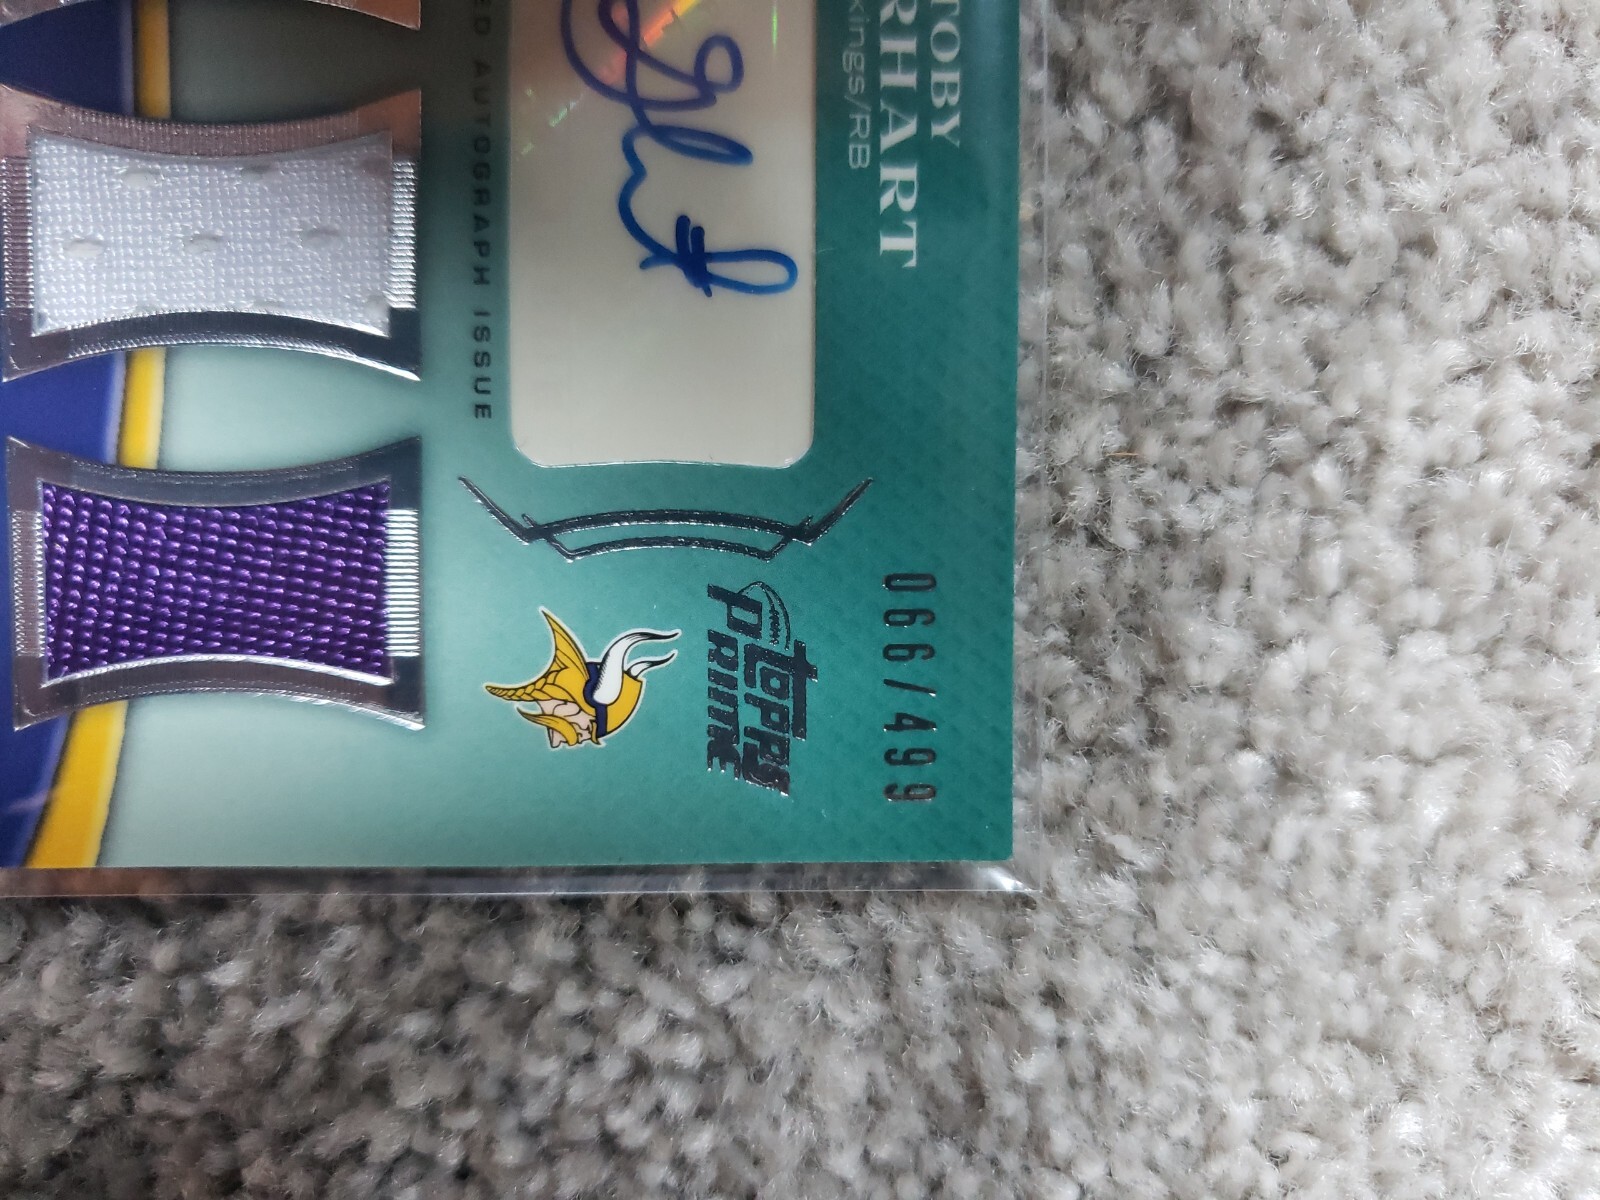 TOBY
RHART
kings/RB
ED AUTOGRAPH ISSUE
topps
PRIME
066/499